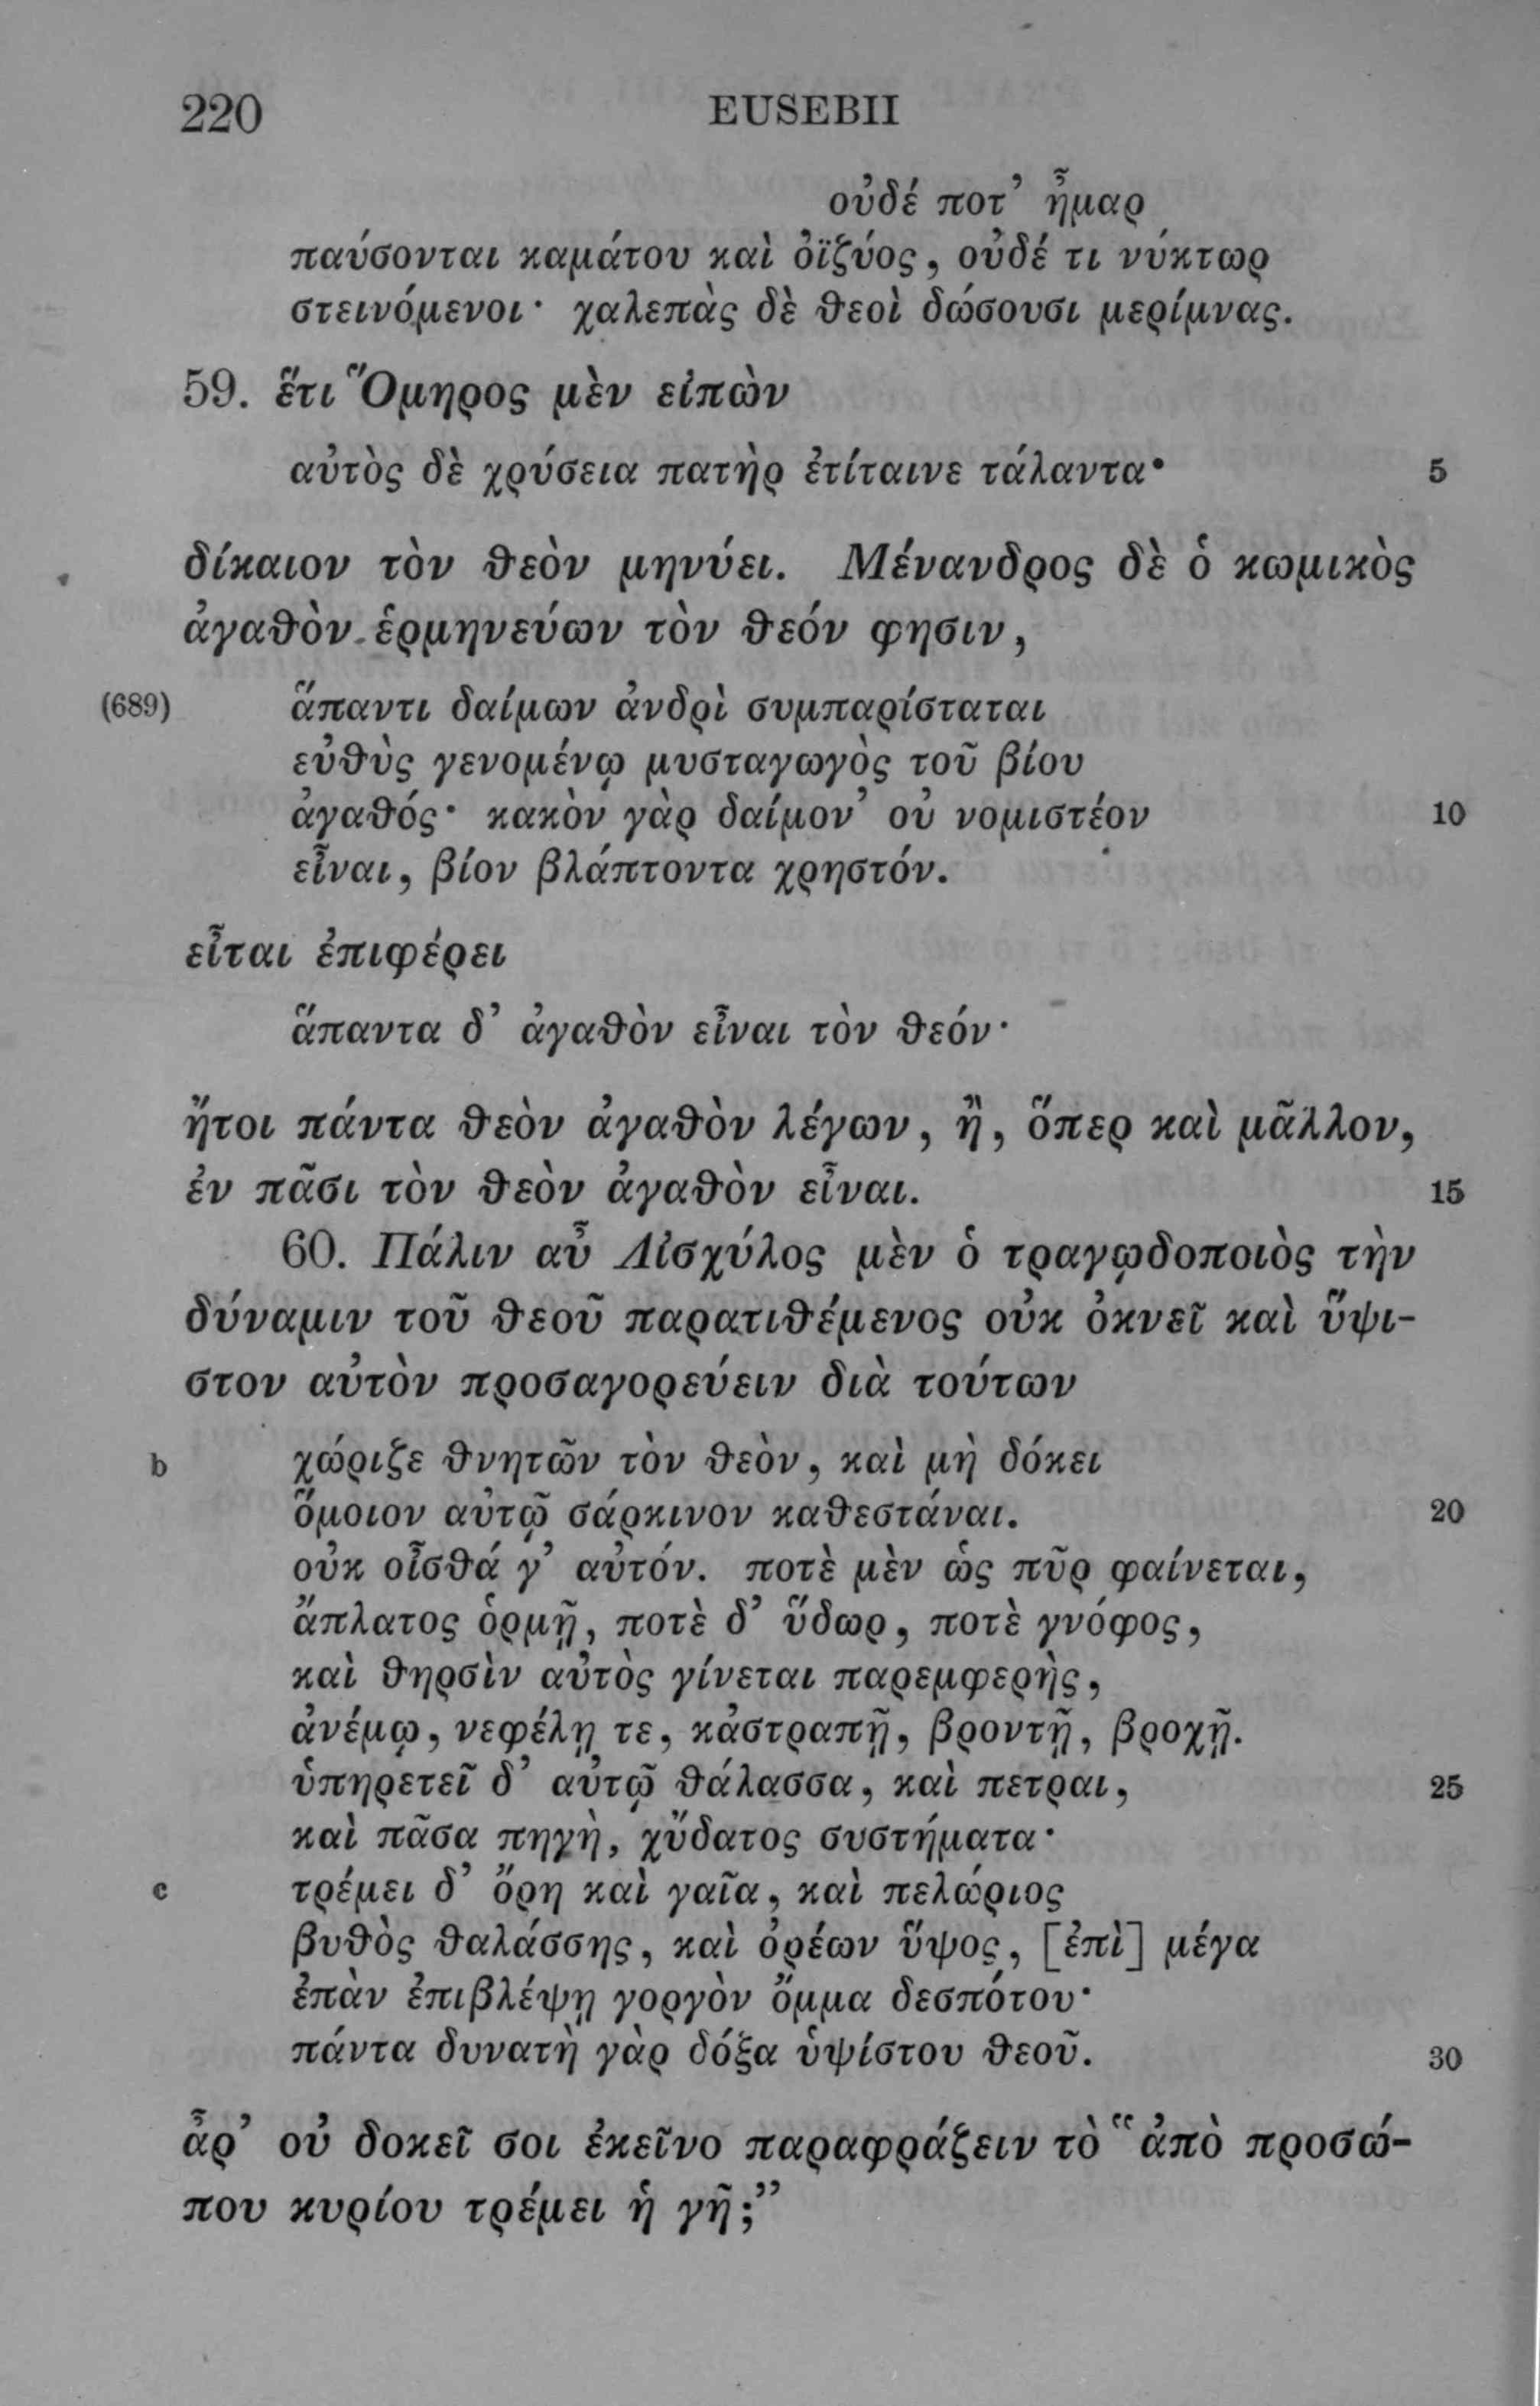 220 EUSEBII
οὐδέ ποτ’ ἦμαρ
παύσονται καμάτου καὶ ὀϊζύος, οὐδέ τι νύκτωρ
στεινόμενοι· χαλεπὰς δὲ θεοὶ δώσουσι μερίμνας.
59. ἔτι Ὅμηρος μὲν εἰπὼν
αὐτὸς δὲ χρύσεια πατὴρ ἐτίταινε τάλαντα· 5
δίκαιον τὸν θεὸν μηνύει. Μένανδρος δὲ ὁ κωμικὸς
ἀγαθὸν ἑρμηνεύων τὸν θεόν φησιν,
(689) ἅπαντι δαίμων ἀνδρὶ συμπαρίσταται
εὐθὺς γενομένῳ μυσταγωγὸς τοῦ βίου
ἀγαθός· κακὸν γὰρ δαίμον’ οὐ νομιστέον 10
εἶναι, βίον βλάπτοντα χρηστόν.
εἶται ἐπιφέρει
ἅπαντα δ’ ἀγαθὸν εἶναι τὸν θεόν·
ἤτοι πάντα θεὸν ἀγαθὸν λέγων, ἢ, ὅπερ καὶ μᾶλλον,
ἐν πᾶσι τὸν θεὸν ἀγαθὸν εἶναι. 15
60. Πάλιν αὖ Αἰσχύλος μὲν ὁ τραγῳδοποιὸς τὴν
δύναμιν τοῦ θεοῦ παρατιθέμενος οὐκ ὀκνεῖ καὶ ὕψι-
στον αὐτὸν προσαγορεύειν διὰ τούτων
b χώριζε θνητῶν τὸν θεὸν, καὶ μὴ δόκει
ὅμοιον αὐτῷ σάρκινον καθεστάναι. 20
οὐκ οἶσθά γ’ αὐτόν. ποτὲ μὲν ὡς πῦρ φαίνεται,
ἄπλατος ὁρμῇ, ποτὲ δ’ ὕδωρ, ποτὲ γνόφος,
καὶ θηρσὶν αὐτὸς γίνεται παρεμφερὴς,
ἀνέμῳ, νεφέλῃ τε, κἀστραπῇ, βροντῇ, βροχῇ.
ὑπηρετεῖ δ’ αὐτῷ θάλασσα, καὶ πετραι, 25
καὶ πᾶσα πηγὴ, χὔδατος συστήματα·
c τρέμει δ’ ὄρη καὶ γαῖα, καὶ πελώριος
βυθὸς θαλάσσης, καὶ ὀρέων ὕψος, [ἐπὶ] μέγα
ἐπὰν ἐπιβλέψῃ γοργὸν ὄμμα δεσπότου·
πάντα δυνατὴ γὰρ δόξα ὑψίστου θεοῦ. 30
ἆρ’ οὐ δοκεῖ σοι ἐκεῖνο παραφράζειν τὸ “ἀπὸ προσώ-
που κυρίου τρέμει ἡ γῆ;”